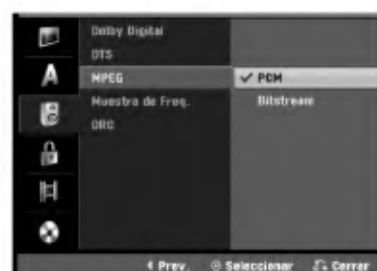 Dolby Digital
DTS
MPEG
✓ PCM
Bitstream
Muestra de Freq.
DRC
Prev. Seleccionar Cerrar